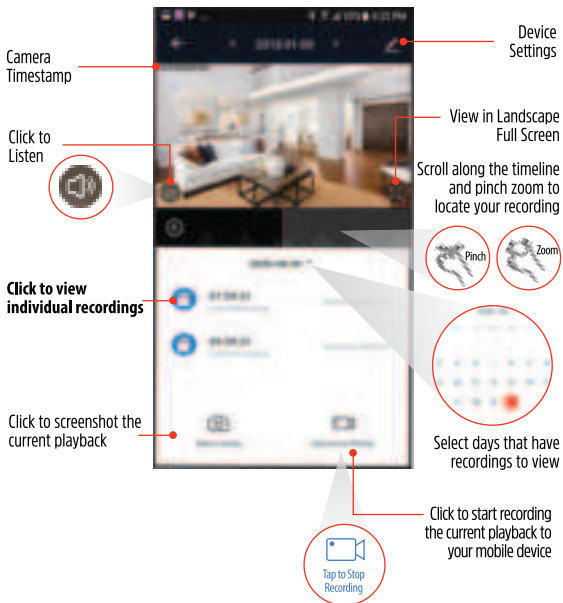 Camera
Timestamp
Device
Settings
Click to
Listen
View in Landscape
Full Screen
Scroll along the timeline
and pinch zoom to
locate your recording
Pinch
Zoom
Click to view
individual recordings
Select days that have
recordings to view
Click to screenshot the
current playback
Click to start recording
the current playback to
your mobile device
Tap to Stop
Recording